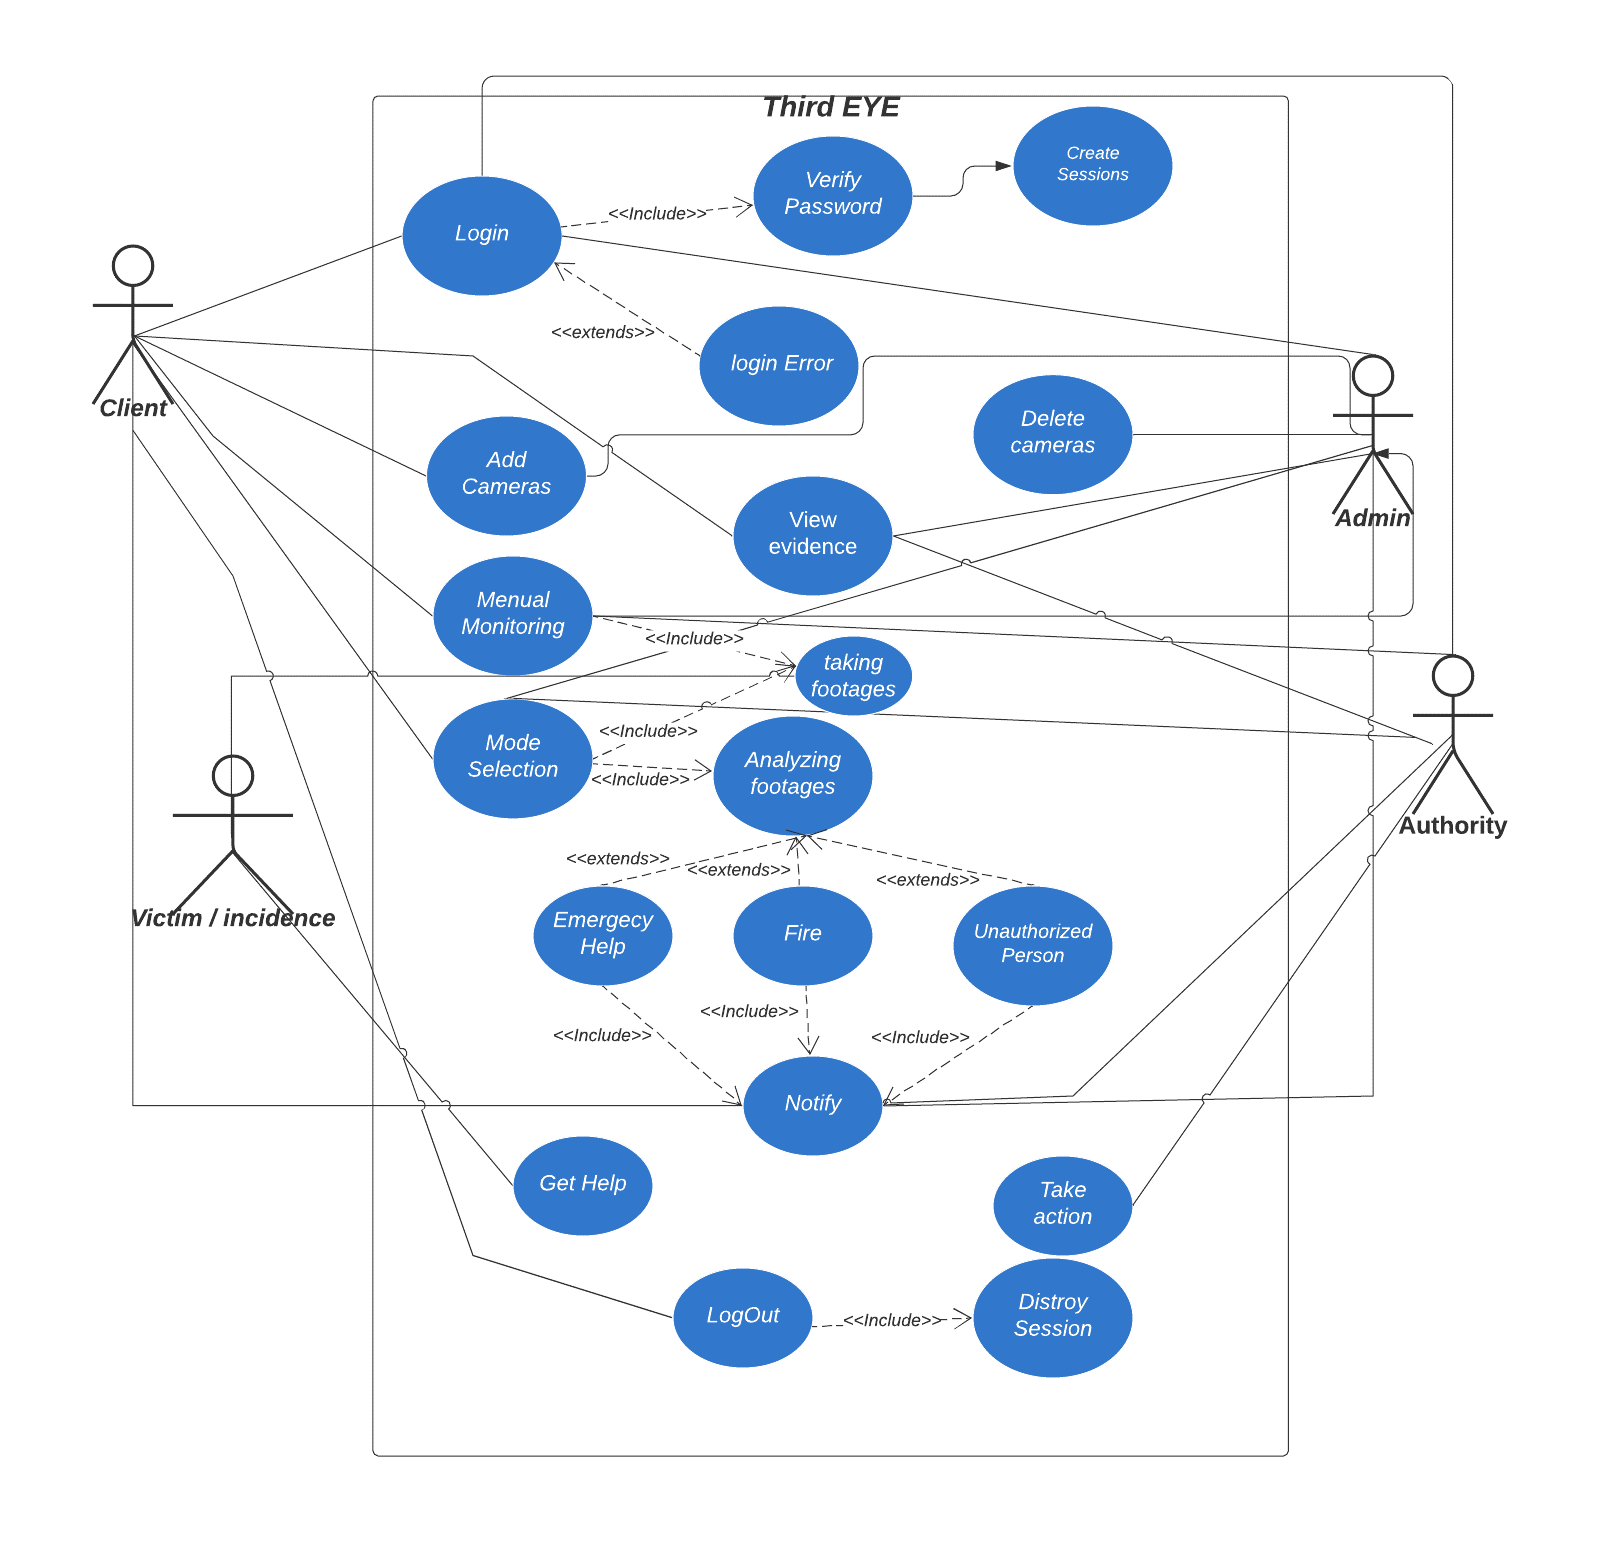 Third EYE
Create
Sessions
Verify
Password
<<Include>>
Login
<<extends>>
login Error
Client
Delete
cameras
Add
Cameras
View
evidence
Admin
Menual
Monitoring
<<Include>>
taking
footages
<<Include>>
Mode
Selection
<<Include>>
Analyzing
footages
Authority
<<extends>>
<<extends>>
<<extends>>
Victim / incidence
Emergecy
Help
Fire
Unauthorized
Person
<<Include>>
<<Include>>
<<Include>>
Notify
Get Help
Take
action
LogOut
<<Include>>
Distroy
Session